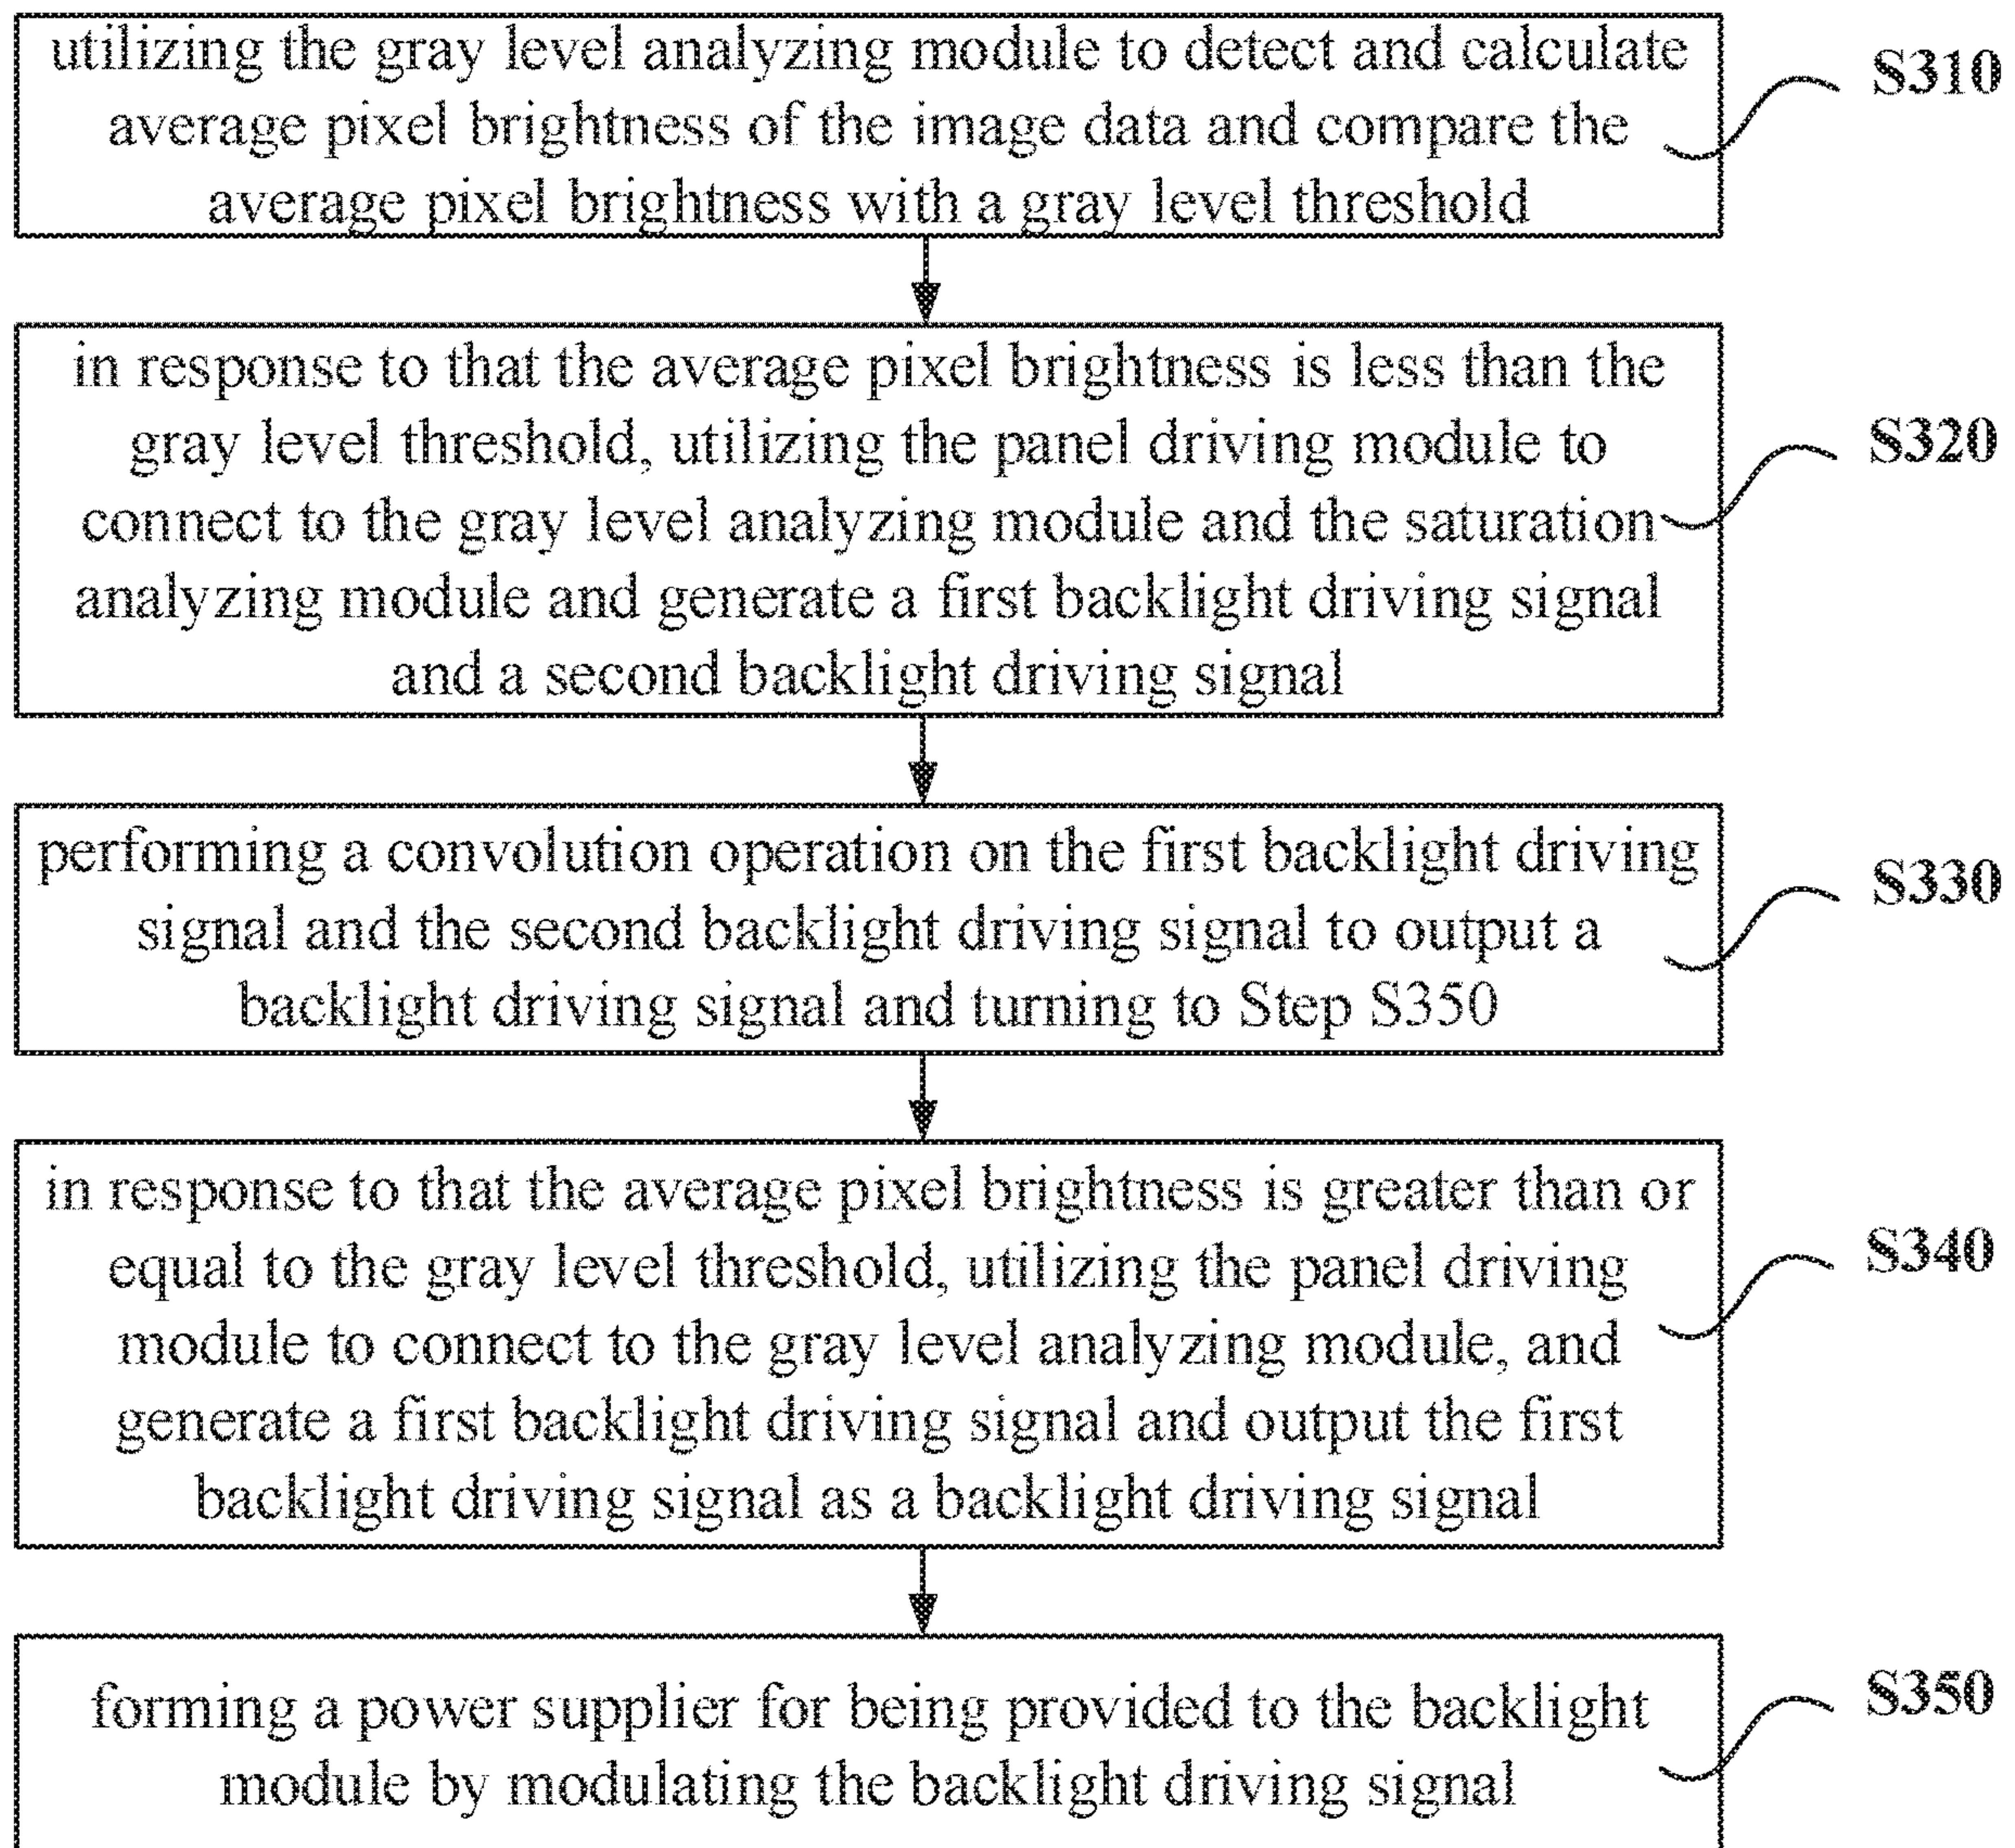 utilizing the gray level analyzing module to detect and calculate
average pixel brightness of the image data and compare the
average pixel brightness with a gray level threshold
S310
in response to that the average pixel brightness is less than the
gray level threshold, utilizing the panel driving module to
connect to the gray level analyzing module and the saturation
analyzing module and generate a first backlight driving signal
and a second backlight driving signal
S320
performing a convolution operation on the first backlight driving
signal and the second backlight driving signal to output a
backlight driving signal and turning to Step S350
S330
in response to that the average pixel brightness is greater than or
equal to the gray level threshold, utilizing the panel driving
module to connect to the gray level analyzing module, and
generate a first backlight driving signal and output the first
backlight driving signal as a backlight driving signal
S340
forming a power supplier for being provided to the backlight
module by modulating the backlight driving signal
S350